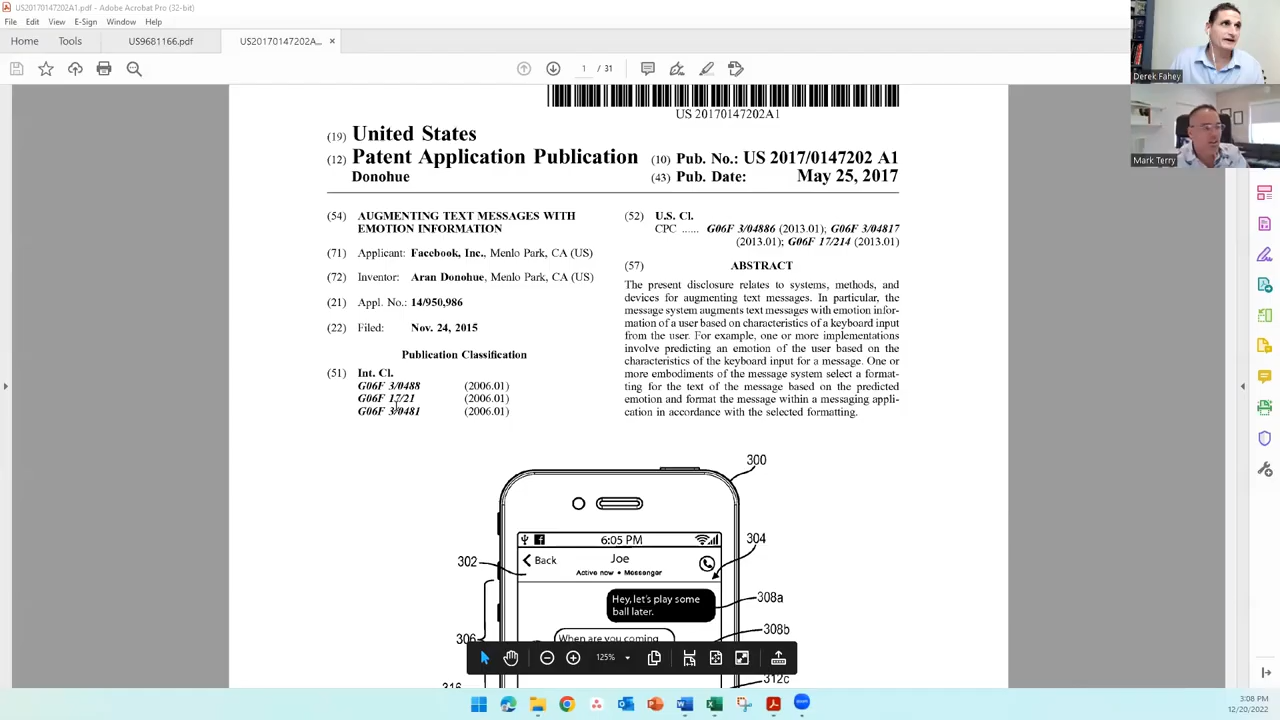 US20170147202A1.pdf - Adobe Acrobat Pro (32-bit)
File Edit View E-Sign Window Help
Home Tools US9681166.pdf US20170147202A... ×
1 / 31
Derek Fahey
Mark Terry
US 20170147202A1
(19) United States
(12) Patent Application Publication
Donohue
(10) Pub. No.: US 2017/0147202 A1
(43) Pub. Date: May 25, 2017
(54) AUGMENTING TEXT MESSAGES WITH
EMOTION INFORMATION
(71) Applicant: Facebook, Inc., Menlo Park, CA (US)
(72) Inventor: Aran Donohue, Menlo Park, CA (US)
(21) Appl. No.: 14/950,986
(22) Filed: Nov. 24, 2015
Publication Classification
(51) Int. Cl.
G06F 3/0488 (2006.01)
G06F 17/21 (2006.01)
G06F 3/0481 (2006.01)
(52) U.S. Cl.
CPC ...... G06F 3/04886 (2013.01); G06F 3/04817
(2013.01); G06F 17/214 (2013.01)
(57) ABSTRACT
The present disclosure relates to systems, methods, and
devices for augmenting text messages. In particular, the
message system augments text messages with emotion infor-
mation of a user based on characteristics of a keyboard input
from the user. For example, one or more implementations
involve predicting an emotion of the user based on the
characteristics of the keyboard input for a message. One or
more embodiments of the message system select a format-
ting for the text of the message based on the predicted
emotion and format the message within a messaging appli-
cation in accordance with the selected formatting.
300
6:05 PM
304
302
Back
Joe
Active now • Messenger
Hey, let's play some
ball later.
308a
When are you coming
308b
306
125%
312c
316
3:08 PM
12/20/2022